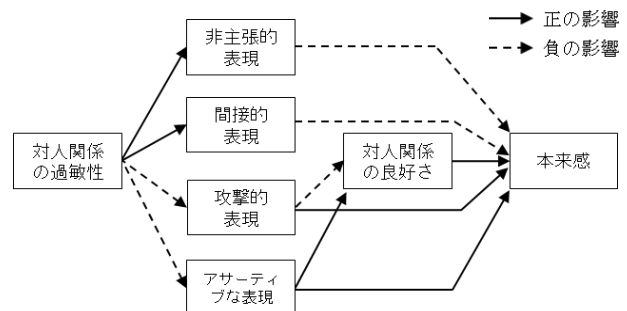 正の影響
負の影響
非主張的
表現
間接的
表現
対人関係
の過敏性
対人関係
の良好さ
本来感
攻撃的
表現
アサーティ
ブな表現